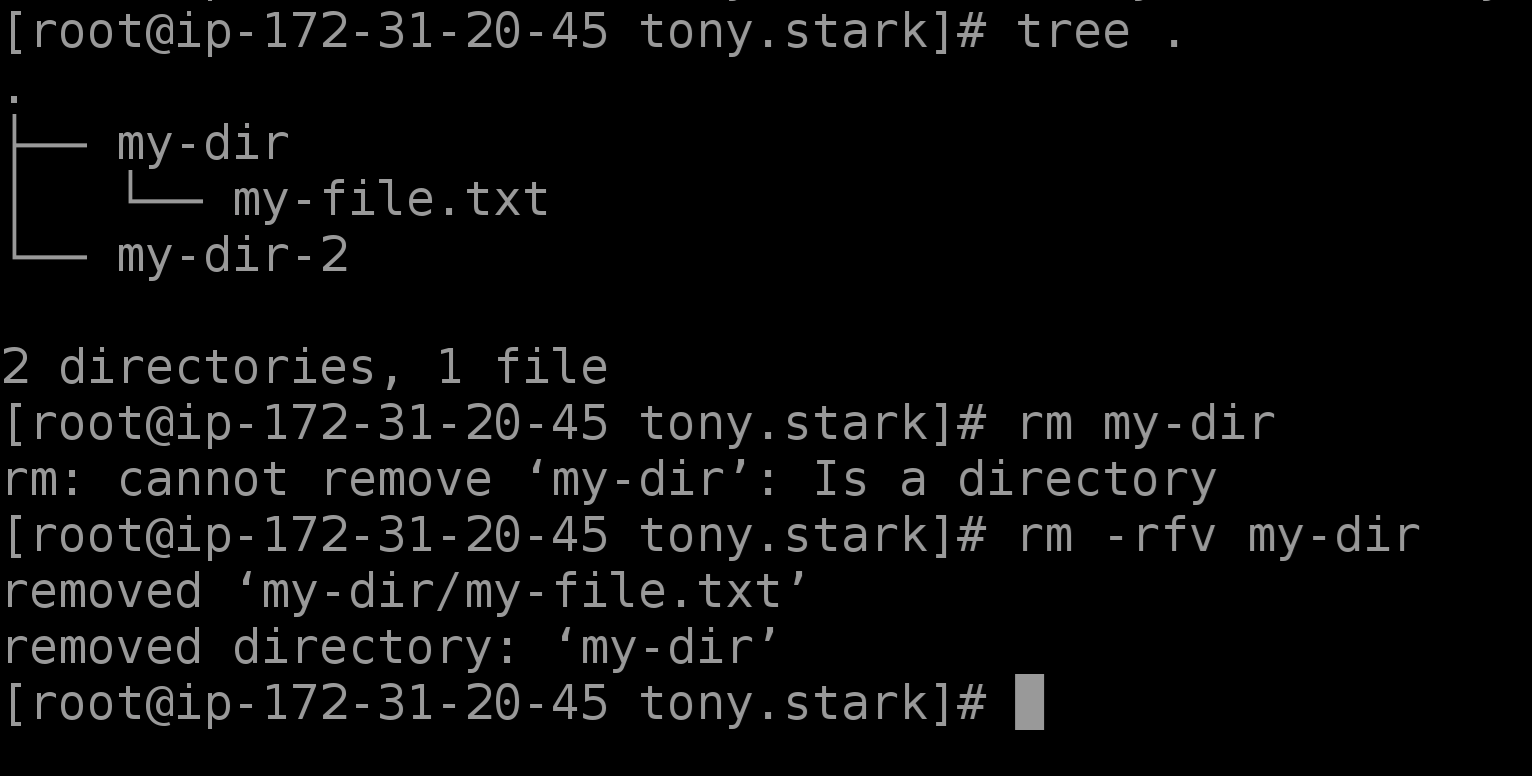 [root@ip-172-31-20-45 tony.stark]# tree .
.
├── my-dir
│   └── my-file.txt
└── my-dir-2
2 directories, 1 file
[root@ip-172-31-20-45 tony.stark]# rm my-dir
rm: cannot remove ‘my-dir’: Is a directory
[root@ip-172-31-20-45 tony.stark]# rm -rfv my-dir
removed ‘my-dir/my-file.txt’
removed directory: ‘my-dir’
[root@ip-172-31-20-45 tony.stark]#